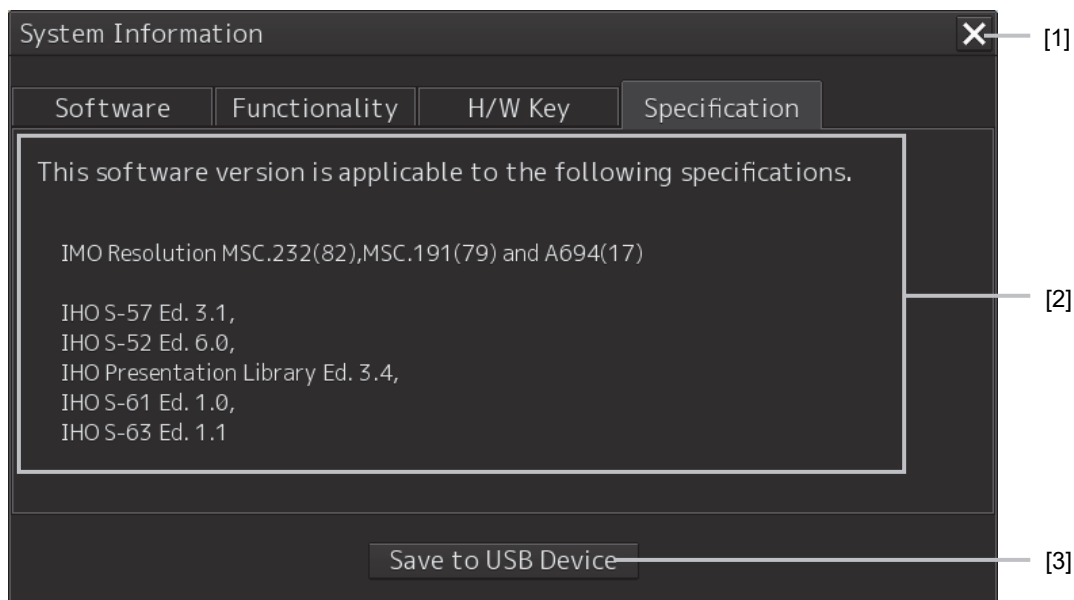 System Information
[1]
Software Functionality H/W Key Specification
This software version is applicable to the following specifications.
IMO Resolution MSC.232(82),MSC.191(79) and A694(17)
IHO S-57 Ed. 3.1,
[2]
IHO S-52 Ed. 6.0,
IHO Presentation Library Ed. 3.4,
IHO S-61 Ed. 1.0,
IHO S-63 Ed. 1.1
Save to USB Device
[3]